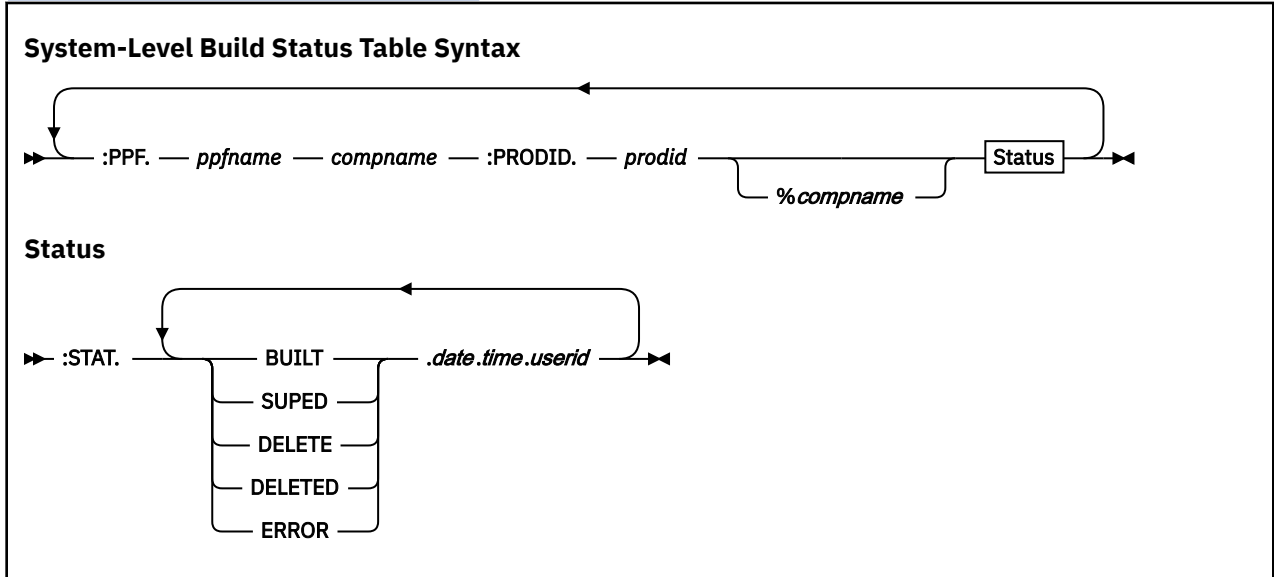 System-Level Build Status Table Syntax
:PPF. ppfname compname :PRODID. prodid Status
%compname
Status
:STAT. BUILT .date.time.userid
SUPED
DELETE
DELETED
ERROR